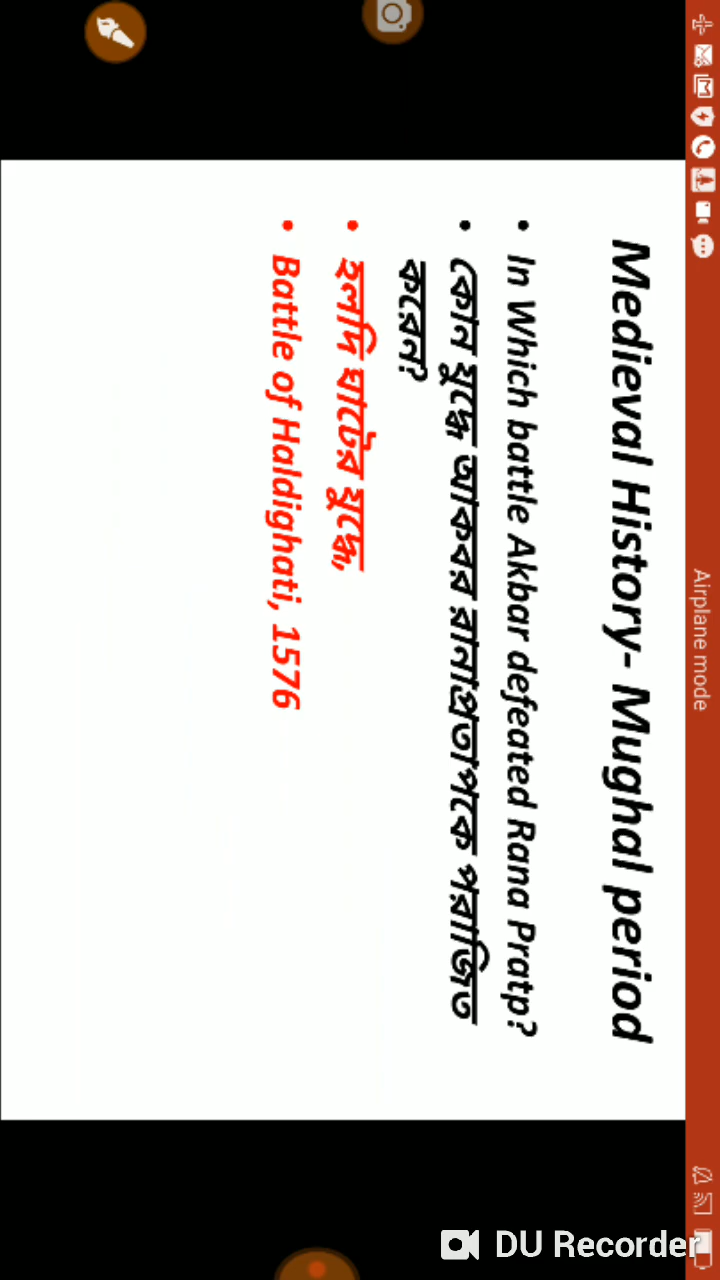 Airplane mode
Medieval History- Mughal period
• In Which battle Akbar defeated Rana Pratp?
• কোন যুদ্ধে আকবর রানাপ্রতাপকে পরাজিত
করেন?
• হলদি ঘাটের যুদ্ধে,
• Battle of Haldighati, 1576
DU Recorder